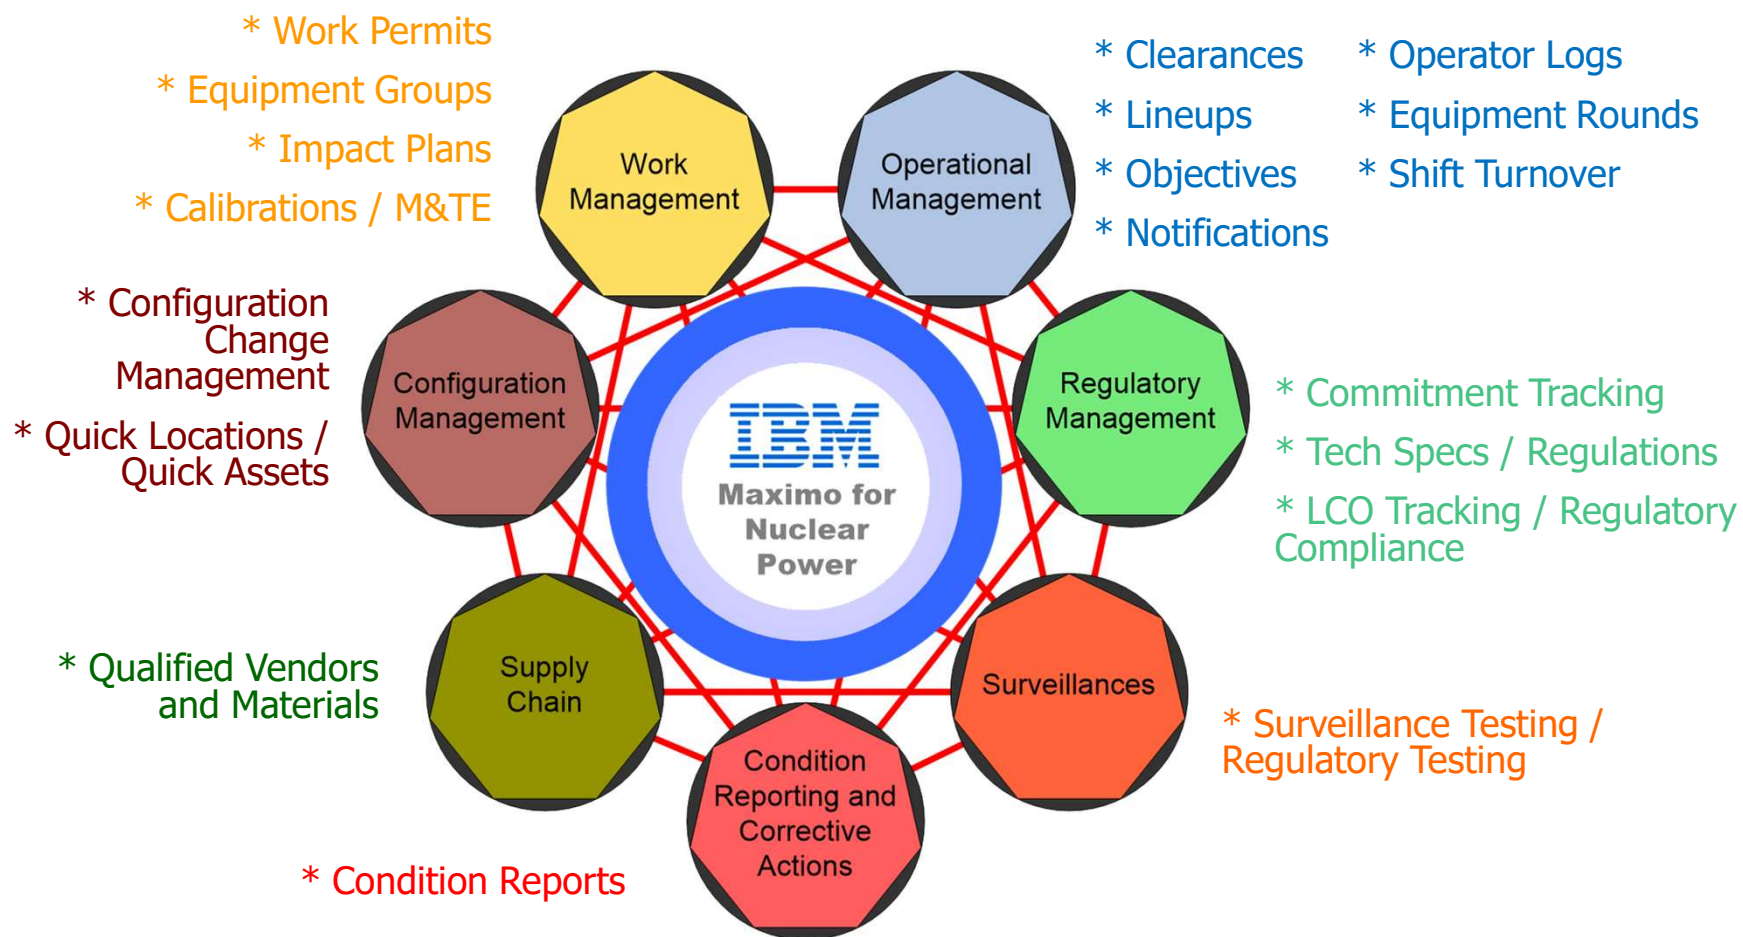 * Work Permits
* Equipment Groups
* Impact Plans
* Calibrations / M&TE
* Clearances
* Lineups
* Objectives
* Notifications
* Operator Logs
* Equipment Rounds
* Shift Turnover
Work
Management
Operational
Management
* Configuration
Change
Management
* Quick Locations /
Quick Assets
Configuration
Management
IBM
Maximo for
Nuclear
Power
Regulatory
Management
* Commitment Tracking
* Tech Specs / Regulations
* LCO Tracking / Regulatory
Compliance
* Qualified Vendors
and Materials
Supply
Chain
Surveillances
* Surveillance Testing /
Regulatory Testing
Condition
Reporting and
Corrective
Actions
* Condition Reports